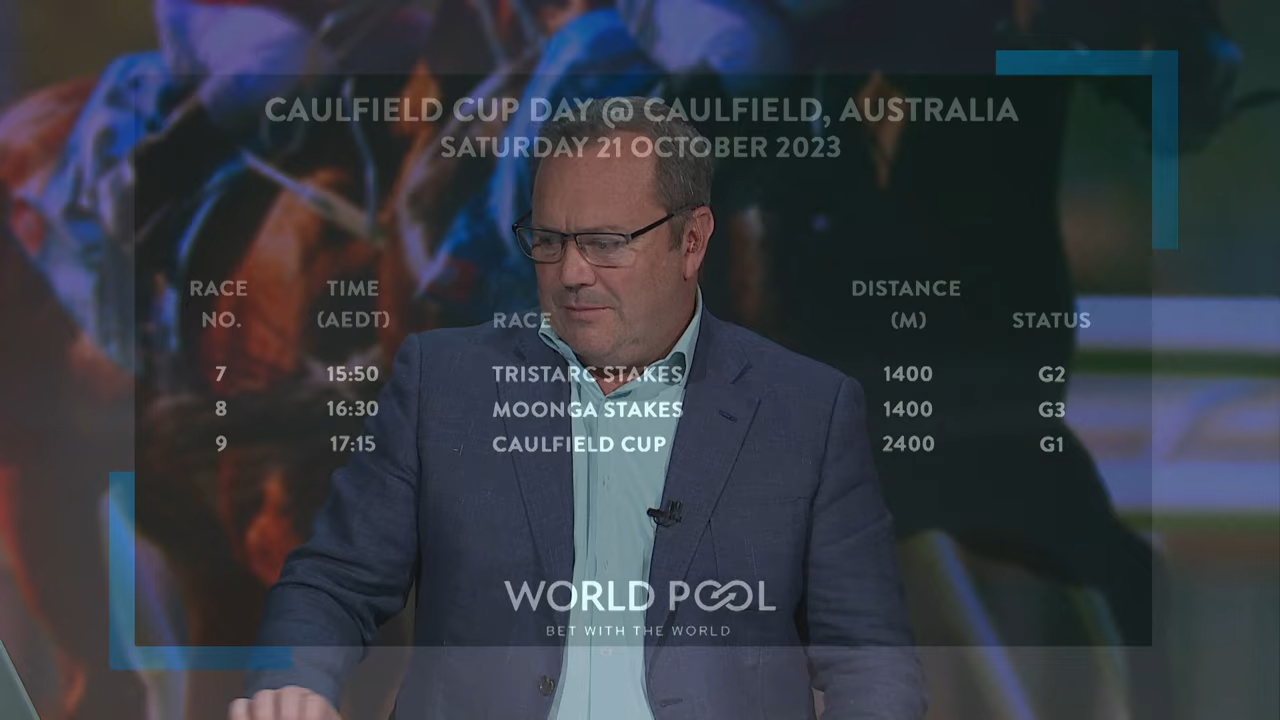 CAULFIELD CUP DAY @ CAULFIELD, AUSTRALIA
SATURDAY 21 OCTOBER 2023
RACE NO. TIME (AEDT) RACE DISTANCE (M) STATUS
7 15:50 TRISTARC STAKES 1400 G2
8 16:30 MOONGA STAKES 1400 G3
9 17:15 CAULFIELD CUP 2400 G1
WORLD POOL
BET WITH THE WORLD